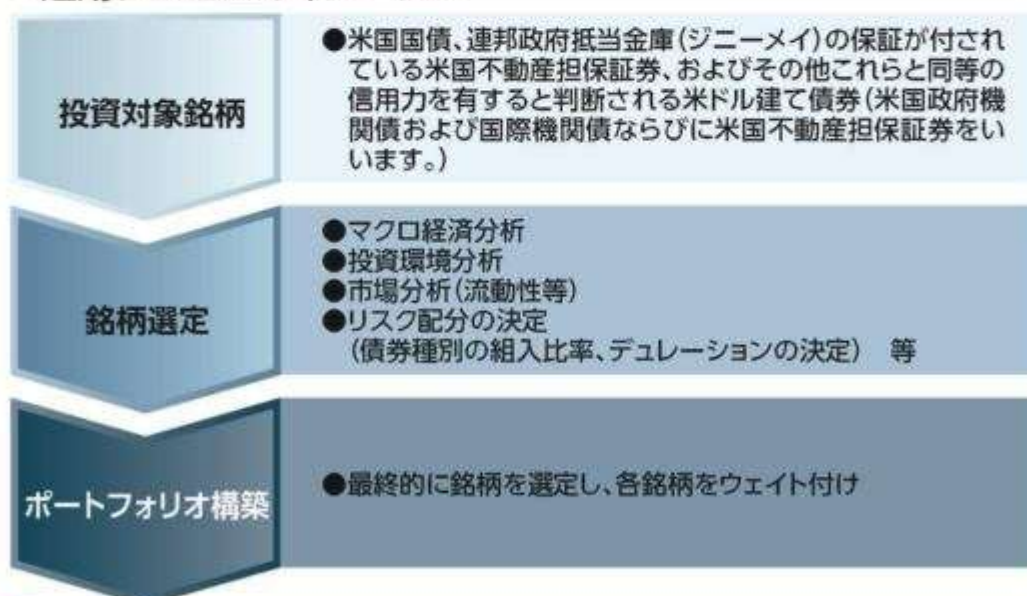 投資対象銘柄
●米国国債、連邦政府抵当金庫(ジニーメイ)の保証が付され
ている米国不動産担保証券、およびその他これらと同等の
信用力を有すると判断される米ドル建て債券(米国政府機
関債および国際機関債ならびに米国不動産担保証券をい
います。)
銘柄選定
●マクロ経済分析
●投資環境分析
●市場分析(流動性等)
●リスク配分の決定
(債券種別の組入比率、デュレーションの決定) 等
ポートフォリオ構築
●最終的に銘柄を選定し、各銘柄をウェイト付け